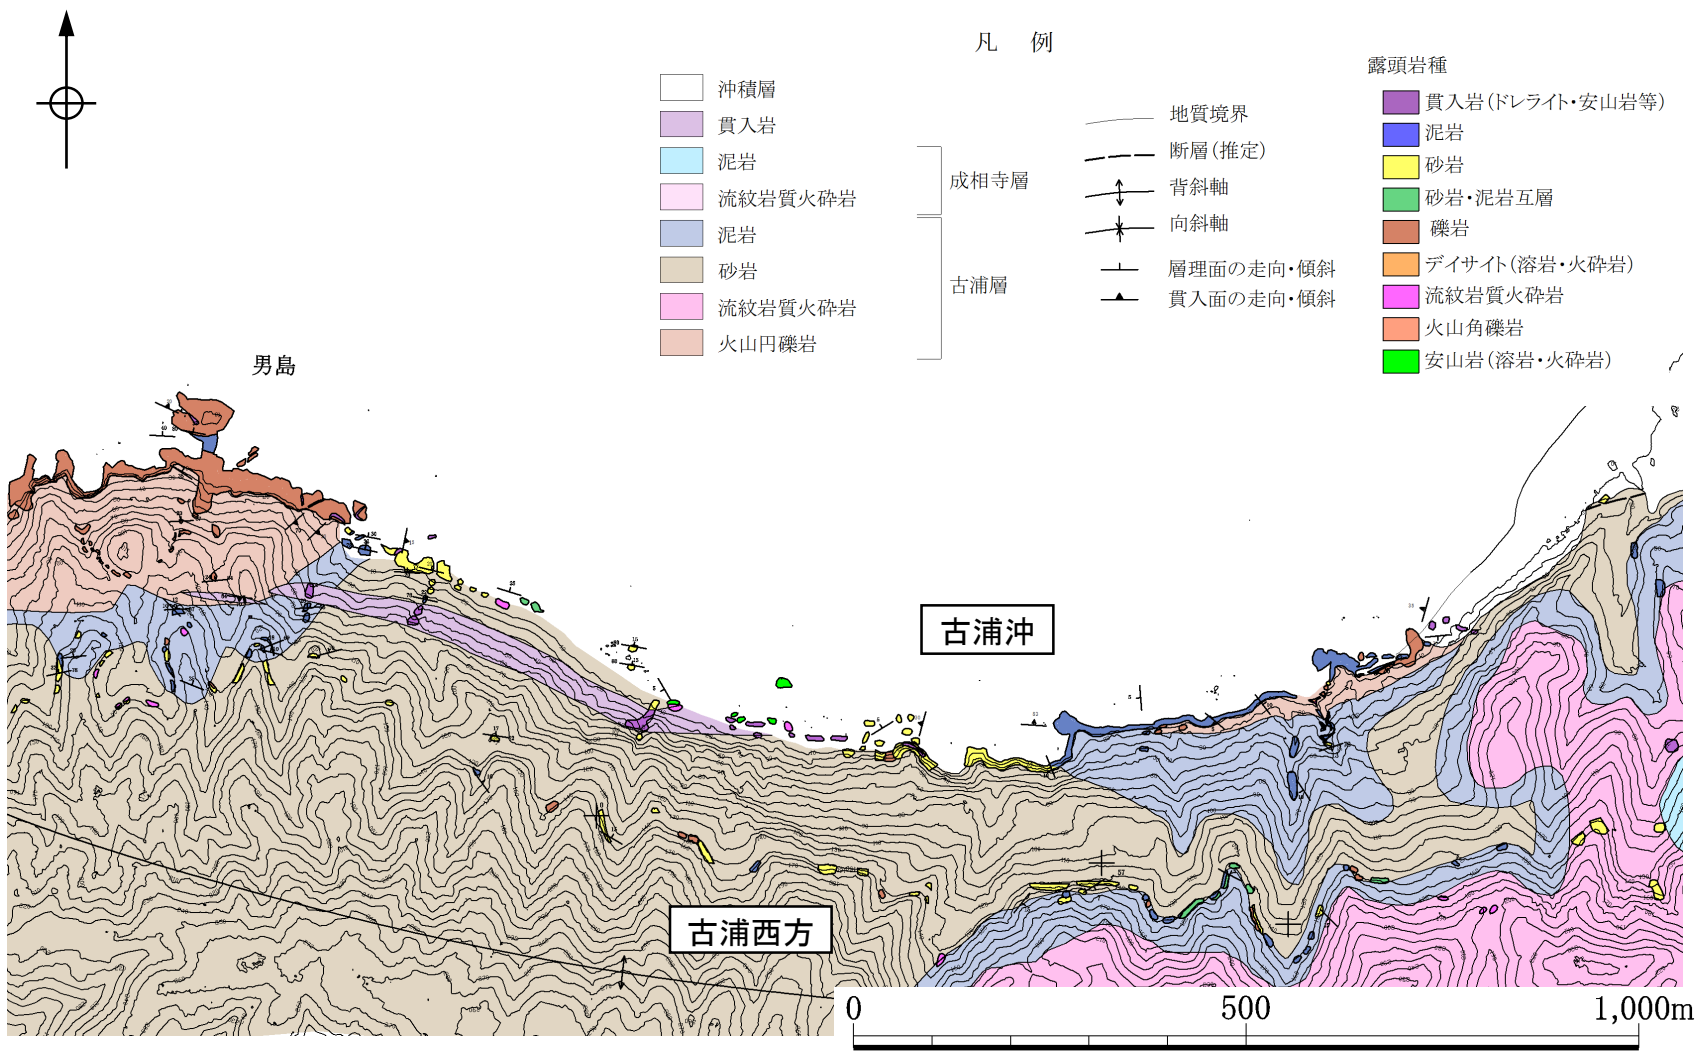 凡 例
沖積層
貫入岩
泥岩
流紋岩質火砕岩
成相寺層
泥岩
砂岩
流紋岩質火砕岩
火山円礫岩
古浦層
地質境界
断層(推定)
背斜軸
向斜軸
層理面の走向・傾斜
貫入面の走向・傾斜
露頭岩種
貫入岩(ドレライト・安山岩等)
泥岩
砂岩
砂岩・泥岩互層
礫岩
デイサイト(溶岩・火砕岩)
流紋岩質火砕岩
火山角礫岩
安山岩(溶岩・火砕岩)
男島
古浦沖
古浦西方
0 500 1,000m